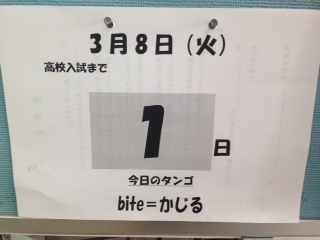 3月8日（火）
高校入試まで
1日
今日のタンゴ
bite＝かじる